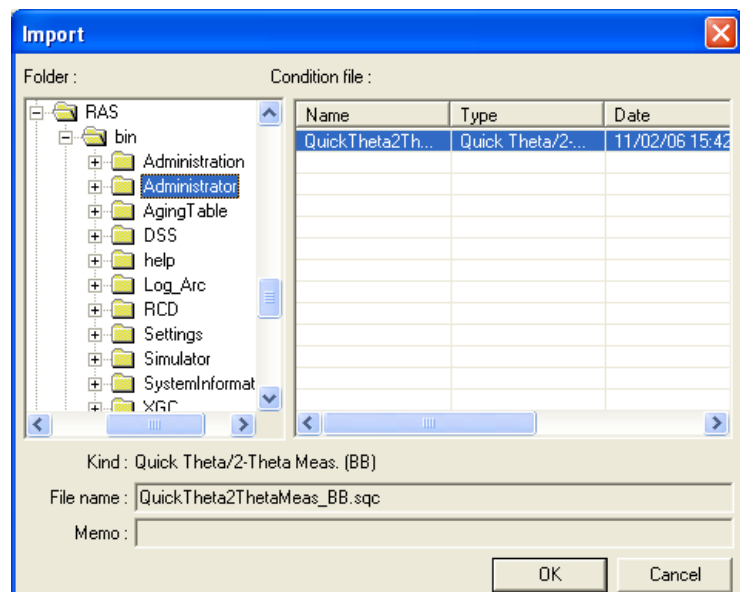 Import
Folder : Condition file :
RAS
bin
Administration
Administrator
AgingTable
DSS
help
Log_Arc
RCD
Settings
Simulator
SystemInformat
XGC
Name Type Date
QuickTheta2Th... Quick Theta/2-... 11/02/06 15:42
Kind : Quick Theta/2-Theta Meas. (BB)
File name : QuickTheta2ThetaMeas_BB.sqc
Memo :
OK Cancel